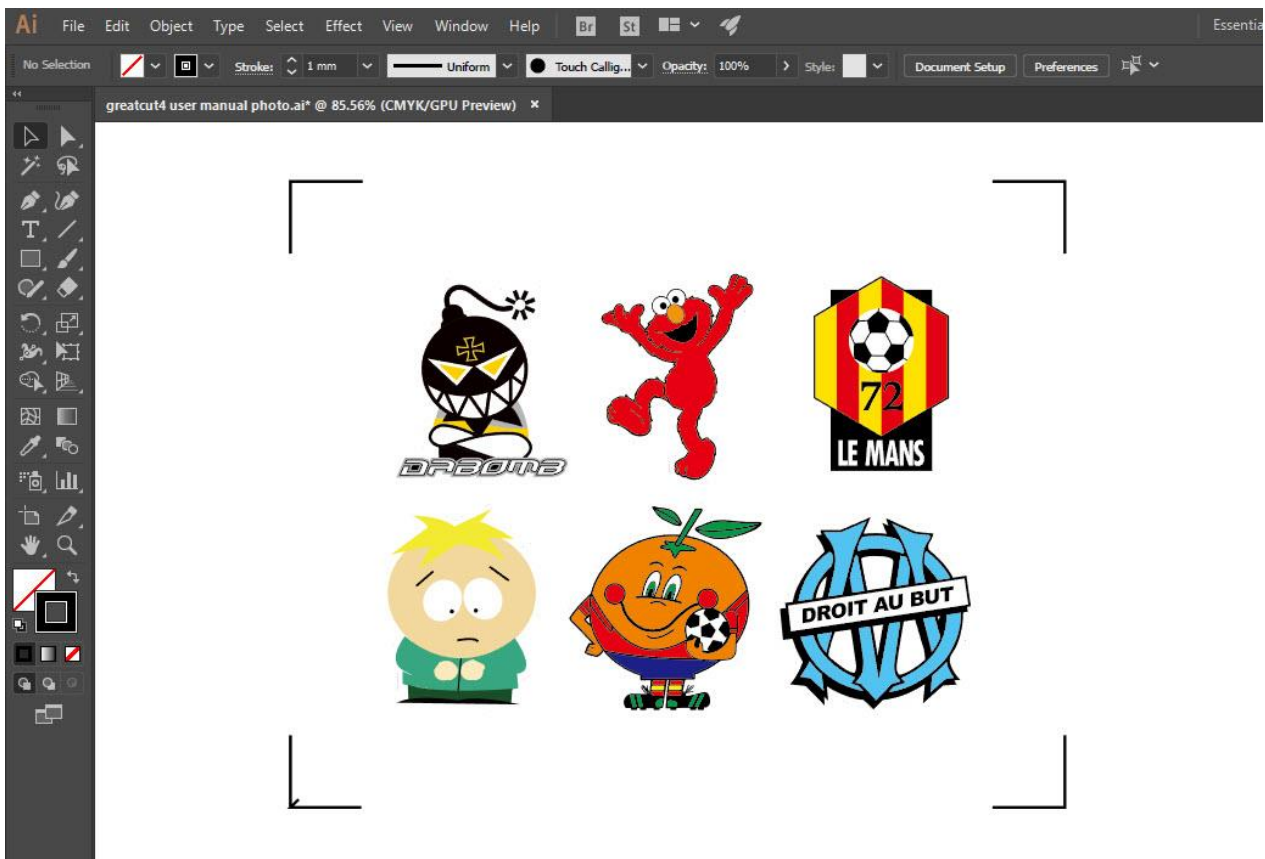 Ai File Edit Object Type Select Effect View Window Help Br St Essentia
No Selection Stroke: 1 mm Uniform Touch Callig... Opacity: 100% Style: Document Setup Preferences
greatcut4 user manual photo.ai* @ 85.56% (CMYK/GPU Preview) ×
72
DABOMB
LE MANS
DROIT AU BUT